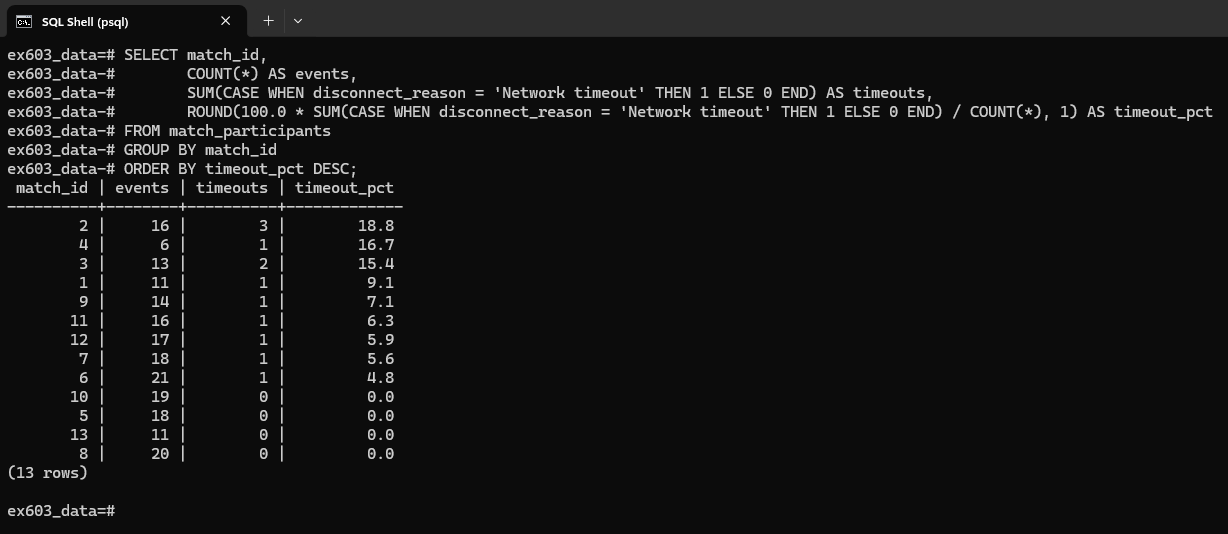 SQL Shell (psql)
ex603_data=# SELECT match_id,
ex603_data-#        COUNT(*) AS events,
ex603_data-#        SUM(CASE WHEN disconnect_reason = 'Network timeout' THEN 1 ELSE 0 END) AS timeouts,
ex603_data-#        ROUND(100.0 * SUM(CASE WHEN disconnect_reason = 'Network timeout' THEN 1 ELSE 0 END) / COUNT(*), 1) AS timeout_pct
ex603_data-# FROM match_participants
ex603_data-# GROUP BY match_id
ex603_data-# ORDER BY timeout_pct DESC;
 match_id | events | timeouts | timeout_pct
----------+--------+----------+-------------
        2 |     16 |        3 |        18.8
        4 |      6 |        1 |        16.7
        3 |     13 |        2 |        15.4
        1 |     11 |        1 |         9.1
        9 |     14 |        1 |         7.1
       11 |     16 |        1 |         6.3
       12 |     17 |        1 |         5.9
        7 |     18 |        1 |         5.6
        6 |     21 |        1 |         4.8
       10 |     19 |        0 |         0.0
        5 |     18 |        0 |         0.0
       13 |     11 |        0 |         0.0
        8 |     20 |        0 |         0.0
(13 rows)
ex603_data=#